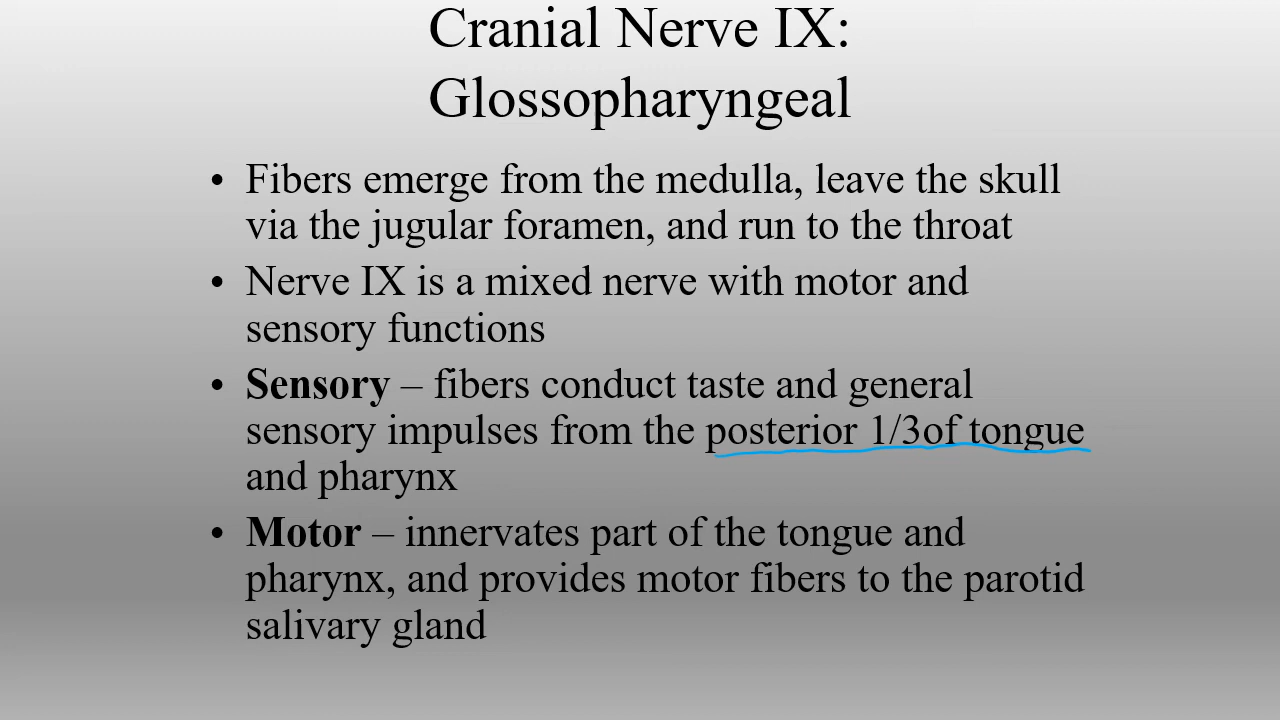 Cranial Nerve IX:
Glossopharyngeal
• Fibers emerge from the medulla, leave the skull
via the jugular foramen, and run to the throat
• Nerve IX is a mixed nerve with motor and
sensory functions
• Sensory – fibers conduct taste and general
sensory impulses from the posterior 1/3of tongue
and pharynx
• Motor – innervates part of the tongue and
pharynx, and provides motor fibers to the parotid
salivary gland